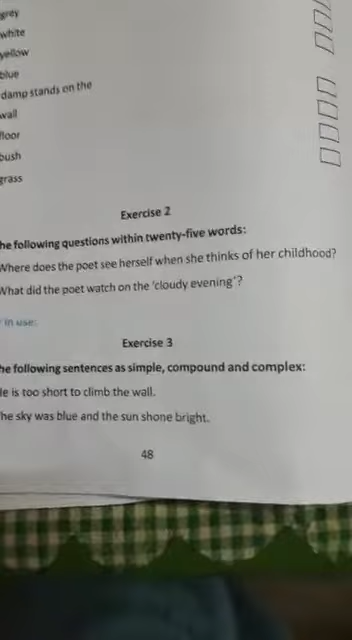 grey
white
yellow
blue
damp stands on the
wall
floor
bush
grass
Exercise 2
he following questions within twenty-five words:
Where does the poet see herself when she thinks of her childhood?
What did the poet watch on the 'cloudy evening'?
in use:
Exercise 3
he following sentences as simple, compound and complex:
He is too short to climb the wall.
he sky was blue and the sun shone bright.
48